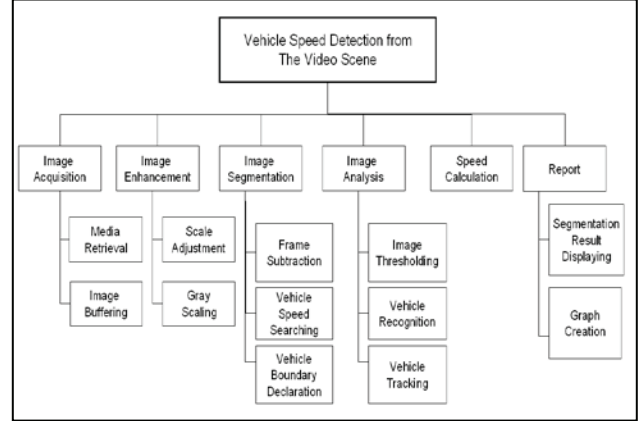 Vehicle Speed Detection from
The Video Scene
Image
Acquisition
Image
Enhancement
Image
Segmentation
Image
Analysis
Speed
Calculation
Report
Media
Retrieval
Image
Buffering
Scale
Adjustment
Gray
Scaling
Frame
Subtraction
Vehicle
Speed
Searching
Vehicle
Boundary
Declaration
Image
Thresholding
Vehicle
Recognition
Vehicle
Tracking
Segmentation
Result
Displaying
Graph
Creation